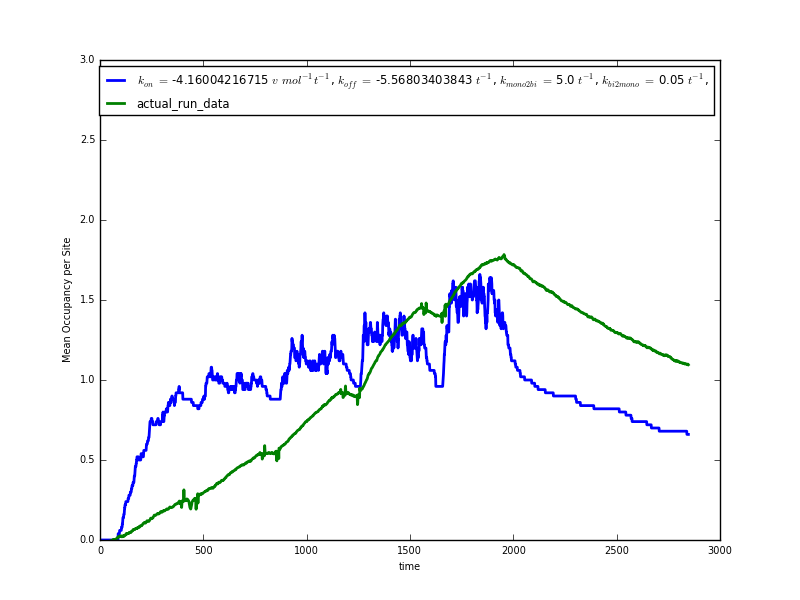 3.0
k_on = -4.16004216715 v mol^-1 t^-1, k_off = -5.56803403843 t^-1, k_mono2bi = 5.0 t^-1, k_bi2mono = 0.05 t^-1,
actual_run_data
2.5
2.0
1.5
1.0
0.5
0.0
Mean Occupancy per Site
0 500 1000 1500 2000 2500 3000
time